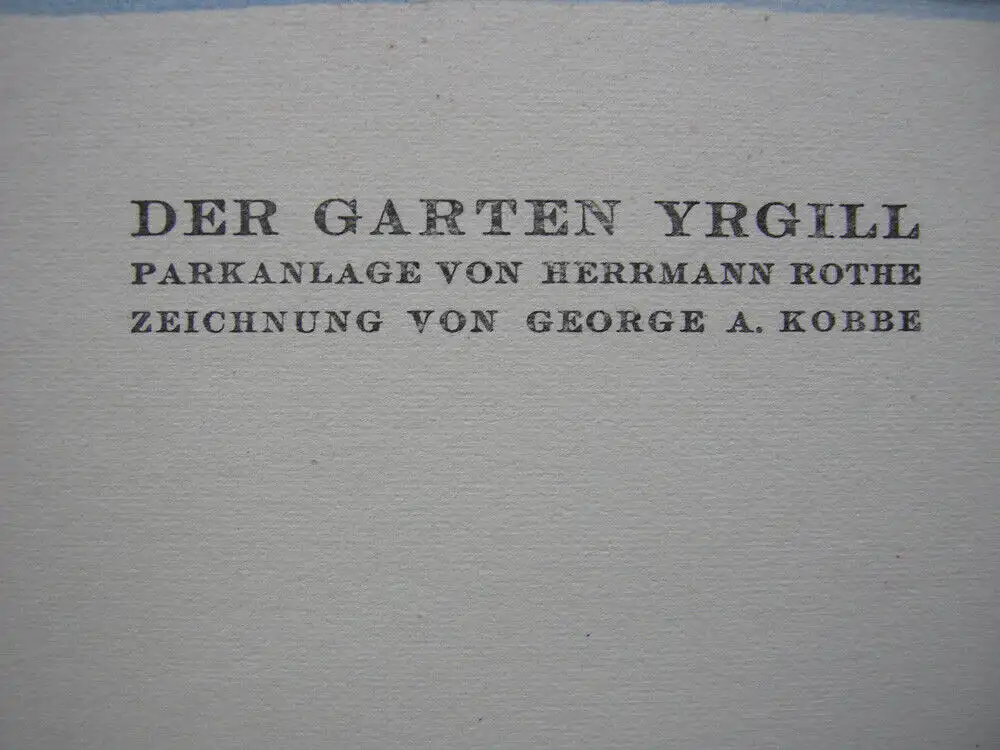 DER GARTEN YRGILL
PARKANLAGE VON HERRMANN ROTHE
ZEICHNUNG VON GEORGE A. KOBBE